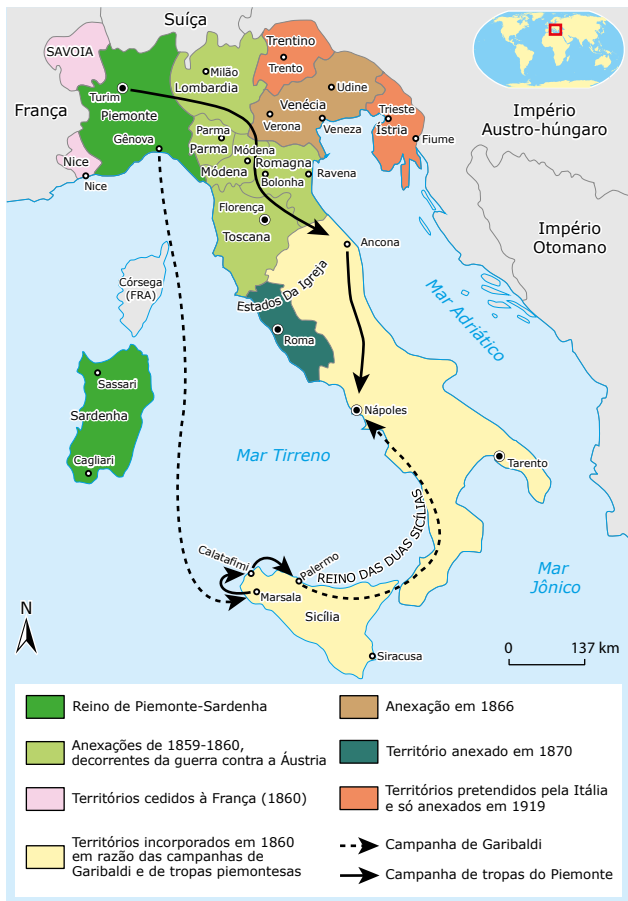 Suíça
SAVOIA
Trentino
Trento
Milão
Lombardia
Udine
Turim
Piemonte
Venécia
França
Verona
Veneza
Trieste
Ístria
Império
Austro-húngaro
Gênova
Parma
Parma
Módena
Romagna
Fiume
Nice
Módena
Bolonha
Ravena
Nice
Florença
Toscana
Ancona
Império
Otomano
Estados Da Igreja
Córsega
(FRA)
Mar Adriático
Roma
Sassari
Sardenha
Nápoles
Cagliari
Mar Tirreno
Tarento
REINO DAS DUAS SICÍLIAS
Calatafimi
Palermo
Marsala
Sicília
Mar
Jônico
Siracusa
N
0 137 km
Reino de Piemonte-Sardenha
Anexações de 1859-1860,
decorrentes da guerra contra a Áustria
Territórios cedidos à França (1860)
Territórios incorporados em 1860
em razão das campanhas de
Garibaldi e de tropas piemontesas
Anexação em 1866
Território anexado em 1870
Territórios pretendidos pela Itália
e só anexados em 1919
Campanha de Garibaldi
Campanha de tropas do Piemonte